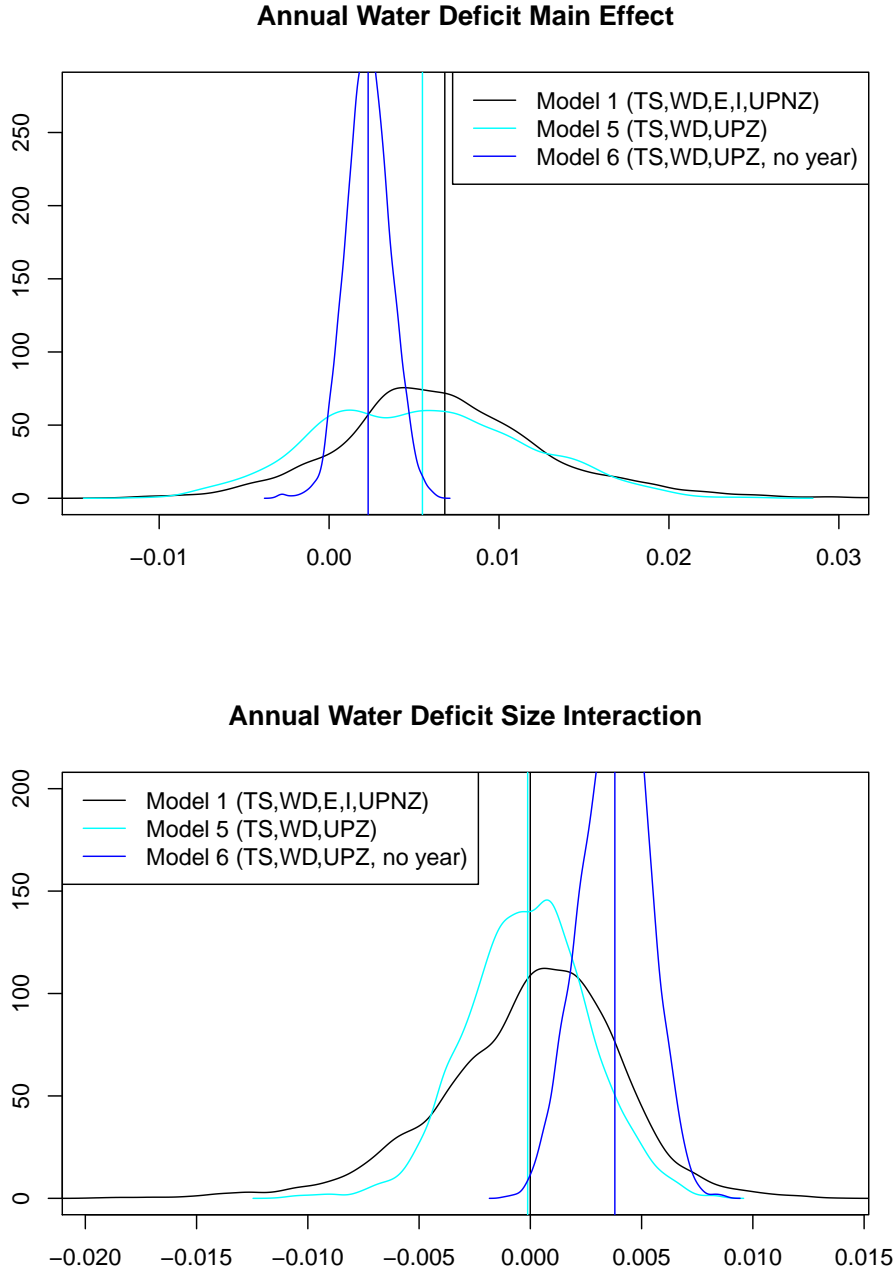 Annual Water Deficit Main Effect
Model 1 (TS,WD,E,I,UPNZ)
Model 5 (TS,WD,UPZ)
Model 6 (TS,WD,UPZ, no year)
250
200
150
100
50
0
−0.01 0.00 0.01 0.02 0.03
Annual Water Deficit Size Interaction
Model 1 (TS,WD,E,I,UPNZ)
Model 5 (TS,WD,UPZ)
Model 6 (TS,WD,UPZ, no year)
200
150
100
50
0
−0.020 −0.015 −0.010 −0.005 0.000 0.005 0.010 0.015